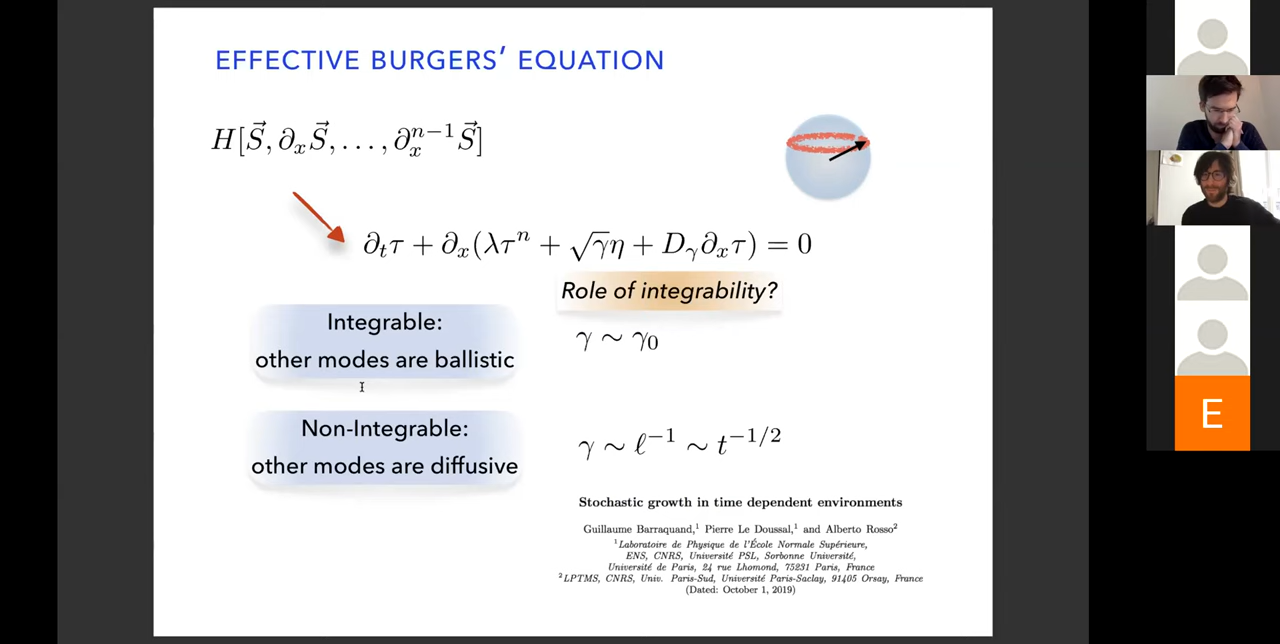 EFFECTIVE BURGERS' EQUATION
H[S⃗, ∂ₓS⃗, . . . , ∂ₓⁿ⁻¹S⃗]
∂ₜτ + ∂ₓ(λτⁿ + √γη + D_γ∂ₓτ) = 0
Role of integrability?
Integrable:
other modes are ballistic
γ ∼ γ₀
Non-Integrable:
other modes are diffusive
γ ∼ ℓ⁻¹ ∼ t⁻¹/²
Stochastic growth in time dependent environments
Guillaume Barraquand,¹ Pierre Le Doussal,¹ and Alberto Rosso²
¹Laboratoire de Physique de l'École Normale Supérieure,
ENS, CNRS, Université PSL, Sorbonne Université,
Université de Paris, 24 rue Lhomond, 75231 Paris, France
²LPTMS, CNRS, Univ. Paris-Sud, Université Paris-Saclay, 91405 Orsay, France
(Dated: October 1, 2019)
E